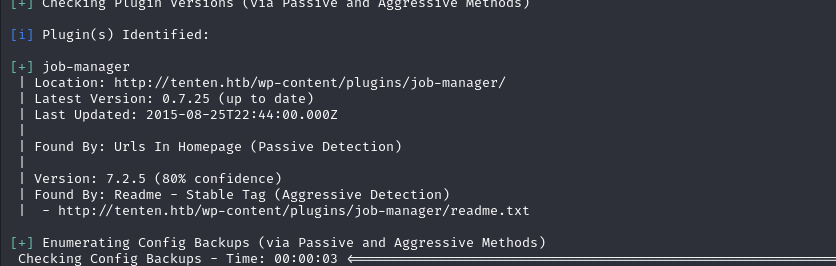 [+] Checking Plugin Versions (via Passive and Aggressive Methods)
[i] Plugin(s) Identified:
[+] job-manager
| Location: http://tenten.htb/wp-content/plugins/job-manager/
| Latest Version: 0.7.25 (up to date)
| Last Updated: 2015-08-25T22:44:00.000Z
|
| Found By: Urls In Homepage (Passive Detection)
|
| Version: 7.2.5 (80% confidence)
| Found By: Readme - Stable Tag (Aggressive Detection)
|  - http://tenten.htb/wp-content/plugins/job-manager/readme.txt
[+] Enumerating Config Backups (via Passive and Aggressive Methods)
Checking Config Backups - Time: 00:00:03 <=====================================================